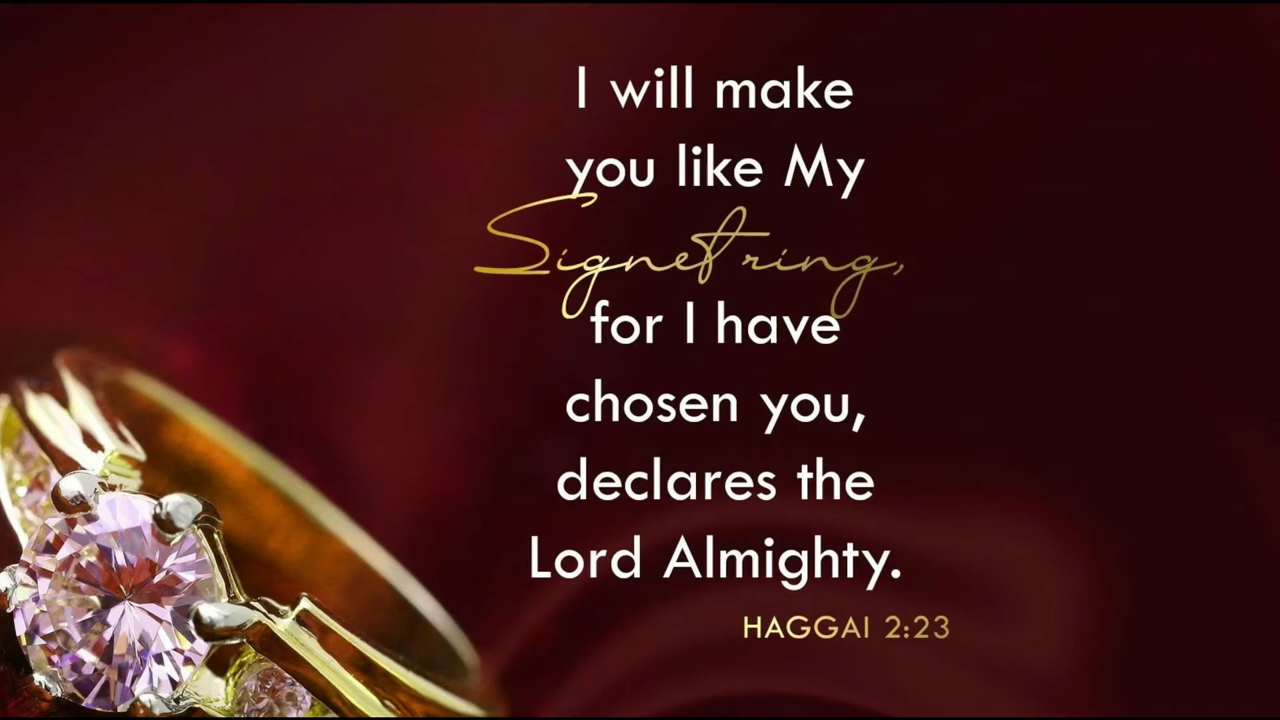 I will make
you like My
Signet ring,
for I have
chosen you,
declares the
Lord Almighty.
HAGGAI 2:23